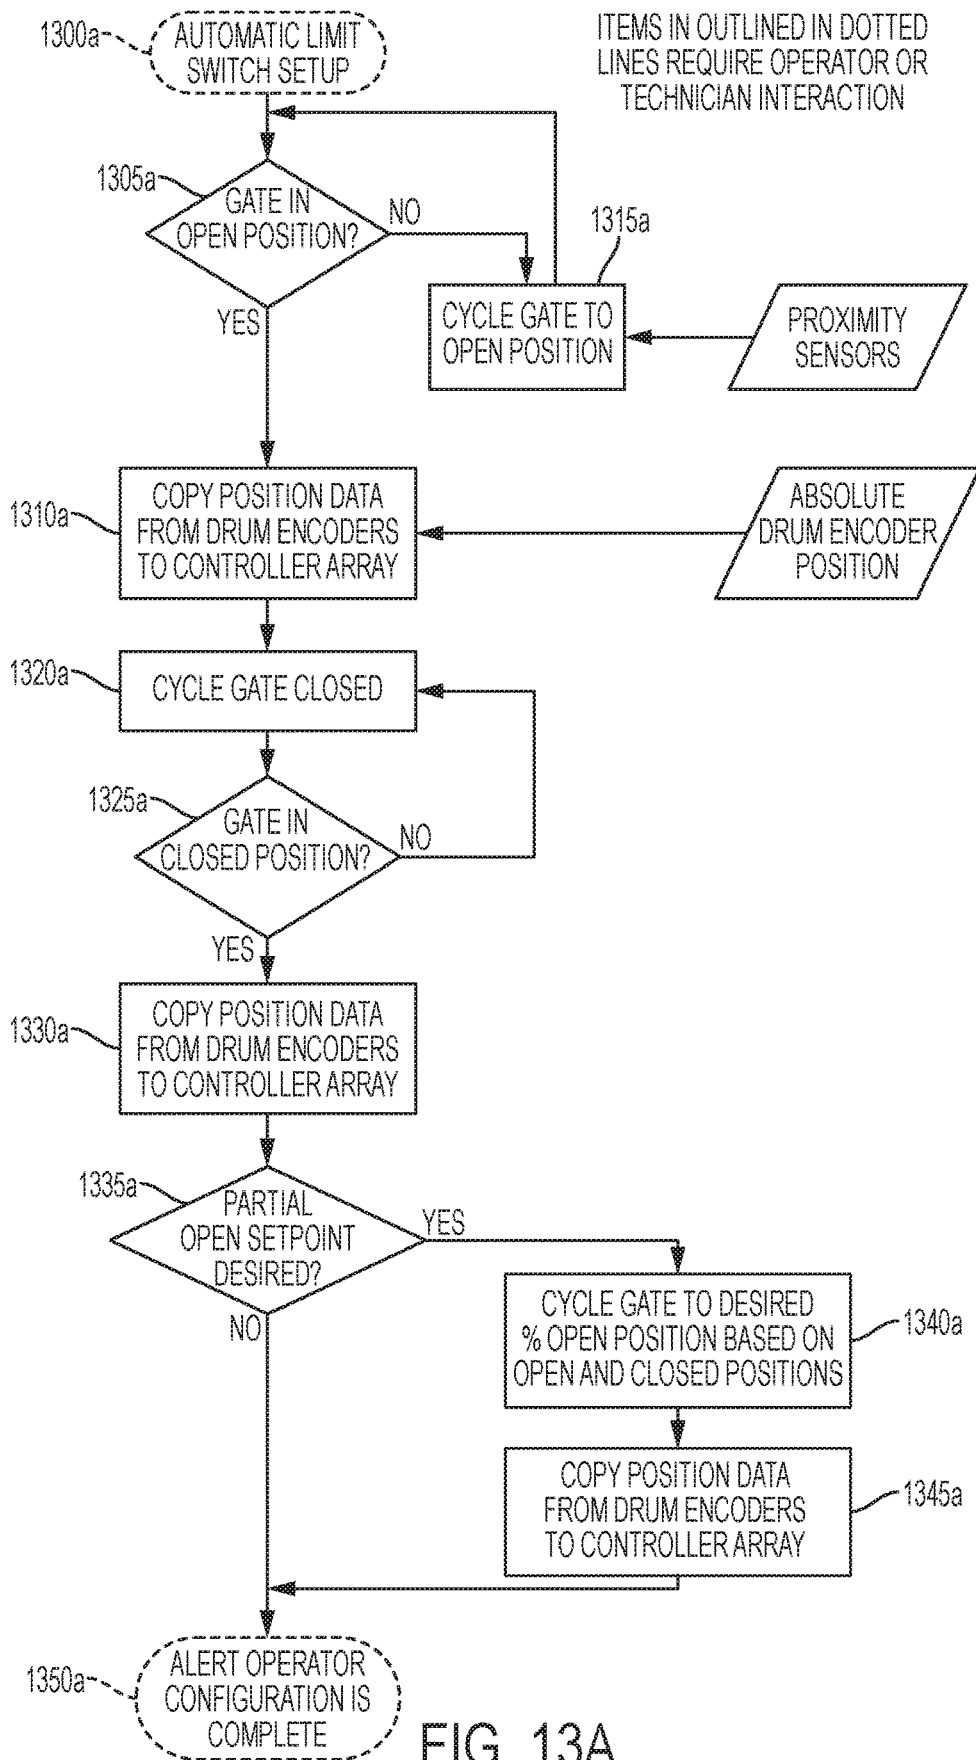 1300a
AUTOMATIC LIMIT
SWITCH SETUP
ITEMS IN OUTLINED IN DOTTED
LINES REQUIRE OPERATOR OR
TECHNICIAN INTERACTION
1305a
GATE IN
OPEN POSITION?
NO
YES
1315a
CYCLE GATE TO
OPEN POSITION
PROXIMITY
SENSORS
1310a
COPY POSITION DATA
FROM DRUM ENCODERS
TO CONTROLLER ARRAY
ABSOLUTE
DRUM ENCODER
POSITION
1320a
CYCLE GATE CLOSED
1325a
GATE IN
CLOSED POSITION?
NO
YES
1330a
COPY POSITION DATA
FROM DRUM ENCODERS
TO CONTROLLER ARRAY
1335a
PARTIAL
OPEN SETPOINT
DESIRED?
YES
NO
CYCLE GATE TO DESIRED
% OPEN POSITION BASED ON
OPEN AND CLOSED POSITIONS
1340a
COPY POSITION DATA
FROM DRUM ENCODERS
TO CONTROLLER ARRAY
1345a
1350a
ALERT OPERATOR
CONFIGURATION IS
COMPLETE
FIG. 13A